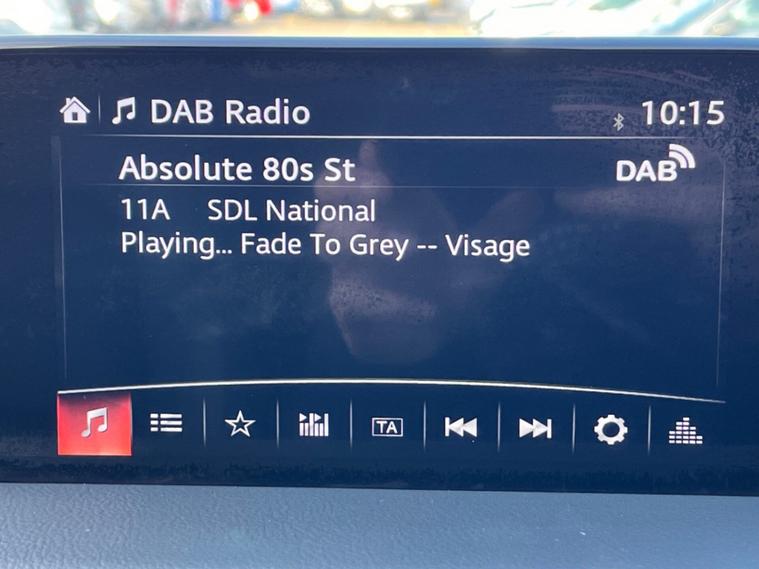 DAB Radio 10:15
Absolute 80s St DAB
11A SDL National
Playing... Fade To Grey -- Visage
TA